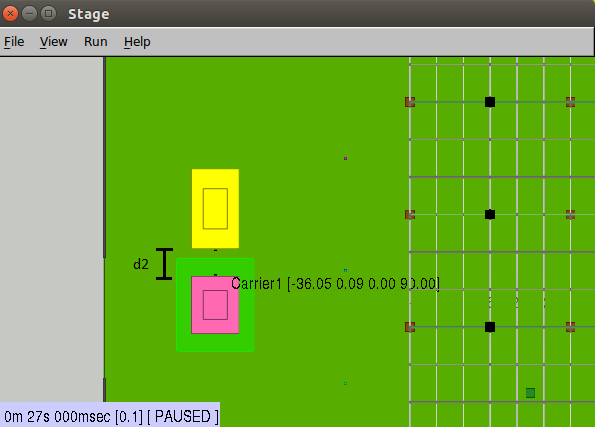 Stage
File View Run Help
d2
Carrier1 [-36.05 0.09 0.00 90.00]
0m 27s 000msec [0.1] [ PAUSED ]